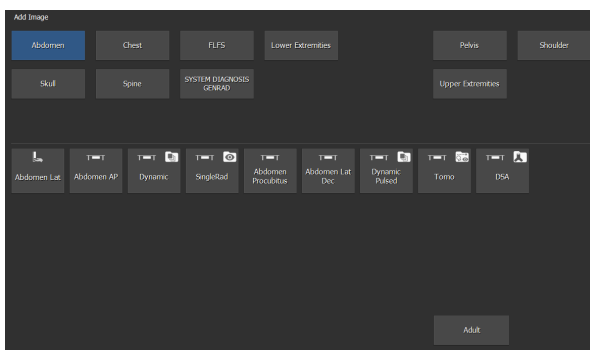 Add Image
Abdomen
Chest
FLFS
Lower Extremities
Pelvis
Shoulder
Skull
Spine
SYSTEM DIAGNOSIS
GENRAD
Upper Extremities
Abdomen Lat
Abdomen AP
Dynamic
SingleRad
Abdomen
Procubitus
Abdomen Lat
Dec
Dynamic
Pulsed
Tomo
DSA
Adult